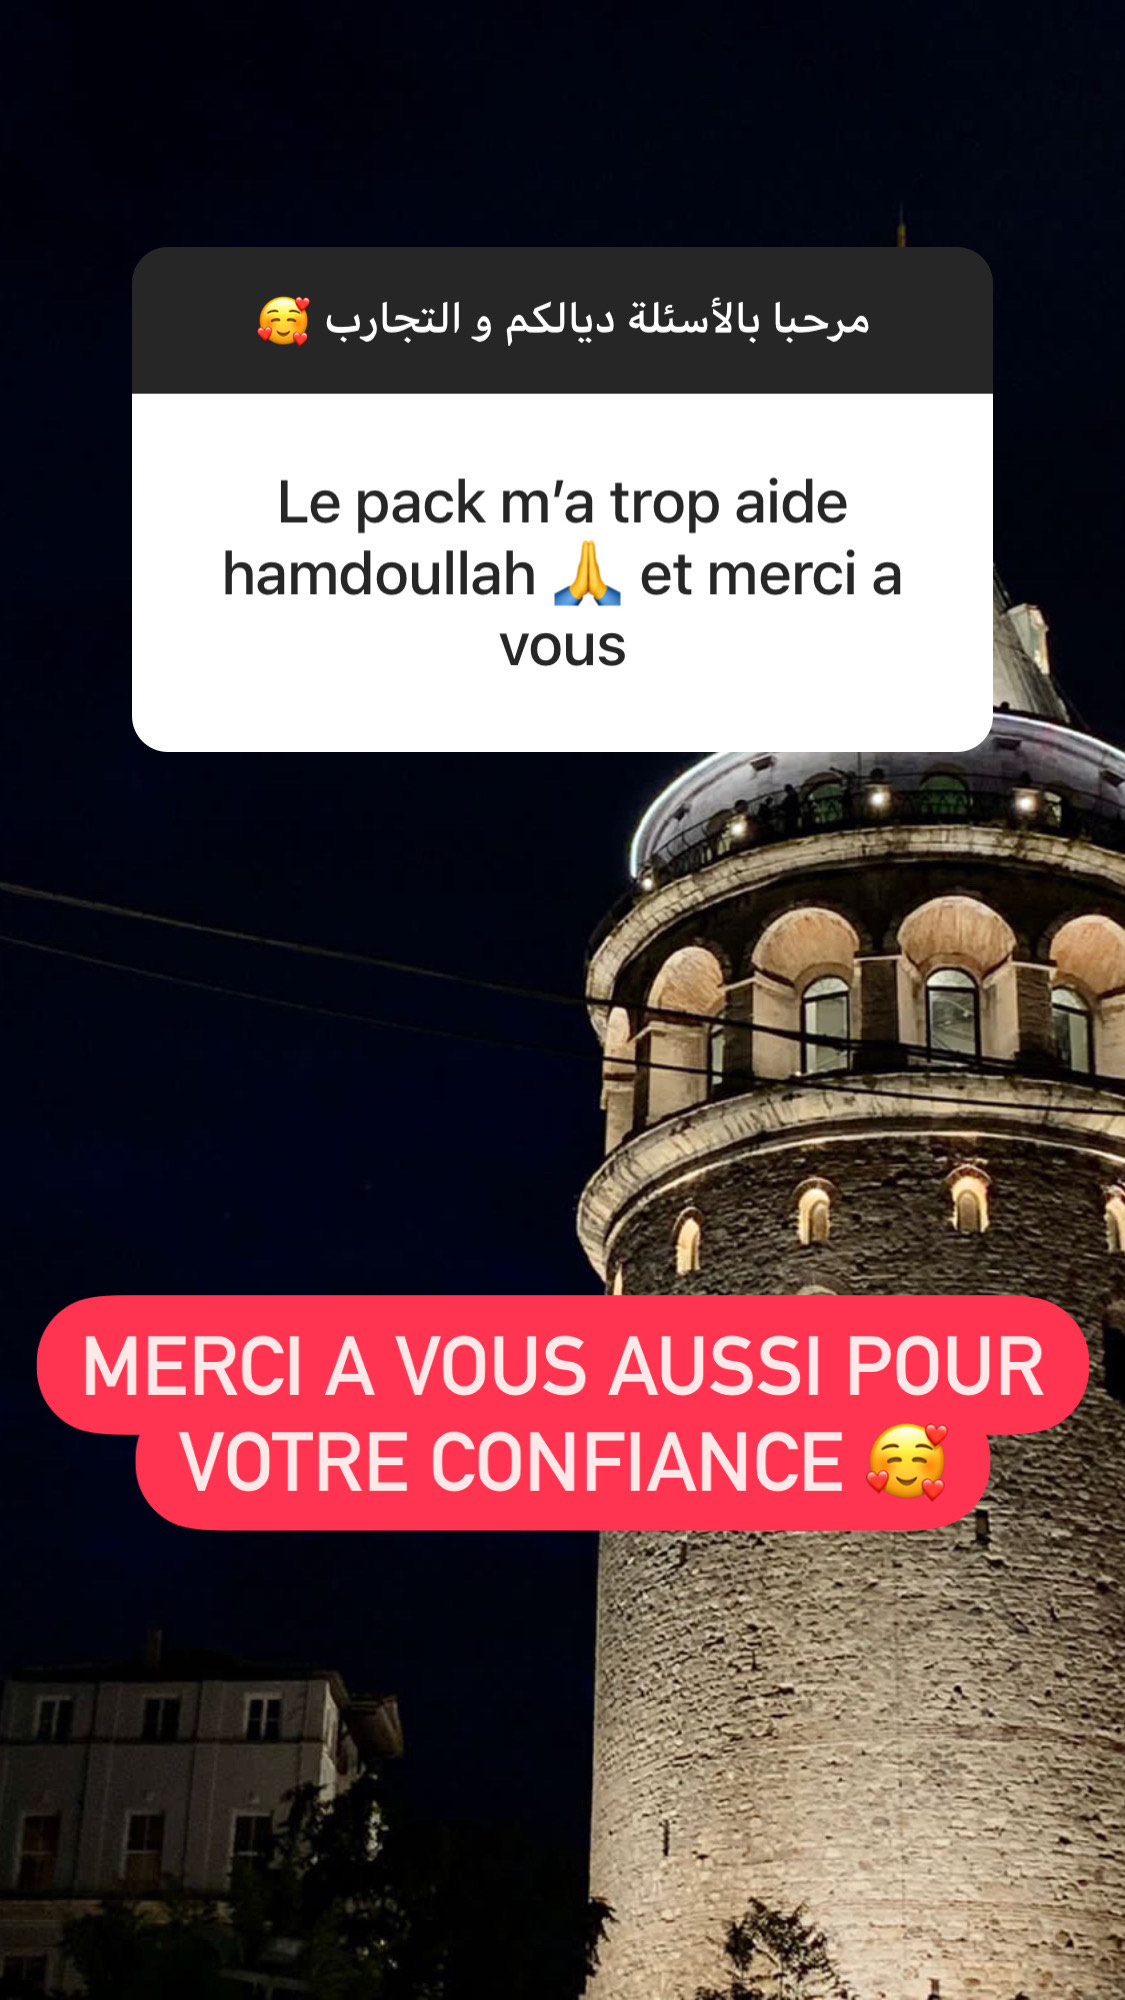 مرحبا بالأسئلة ديالكم و التجارب 🥰
Le pack m’a trop aide
hamdoullah 🙏 et merci a
vous
MERCI A VOUS AUSSI POUR
VOTRE CONFIANCE 🥰